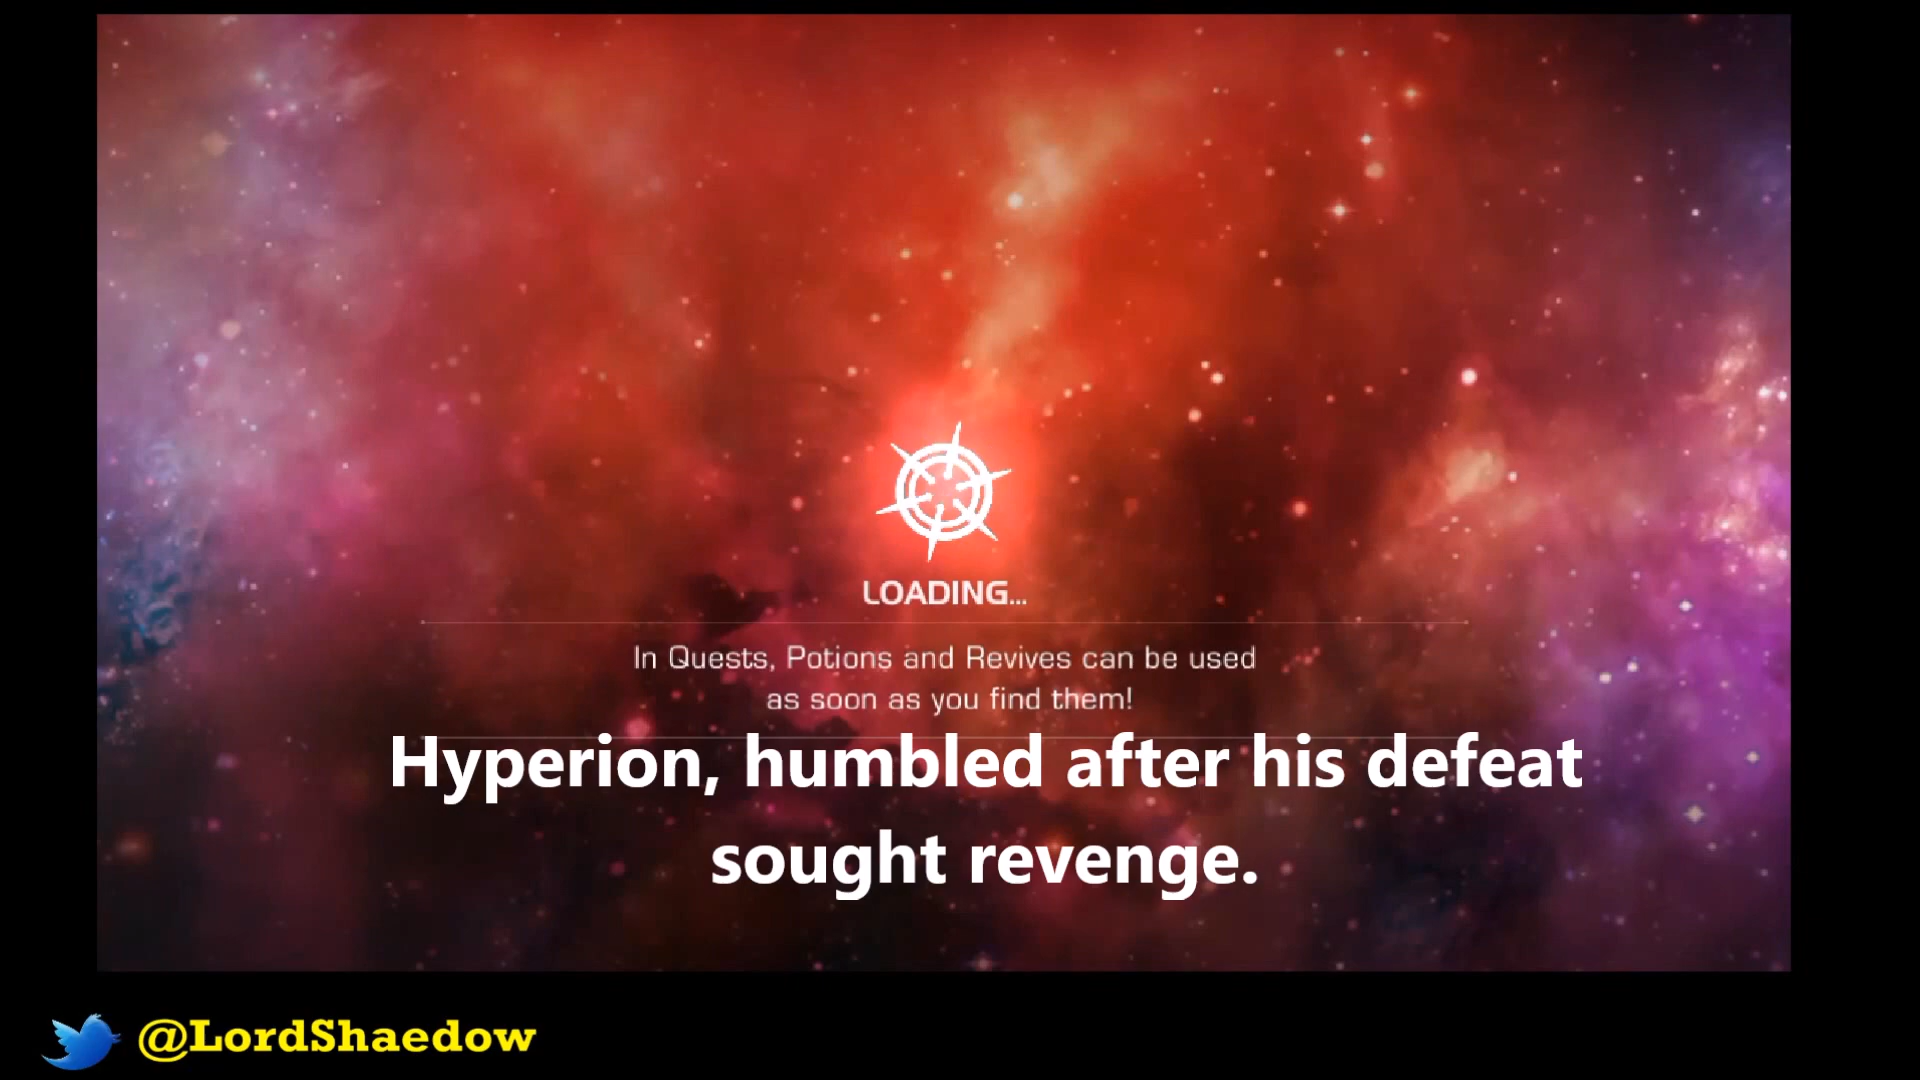 LOADING...
In Quests, Potions and Revives can be used
as soon as you find them!
Hyperion, humbled after his defeat
sought revenge.
@LordShaedow